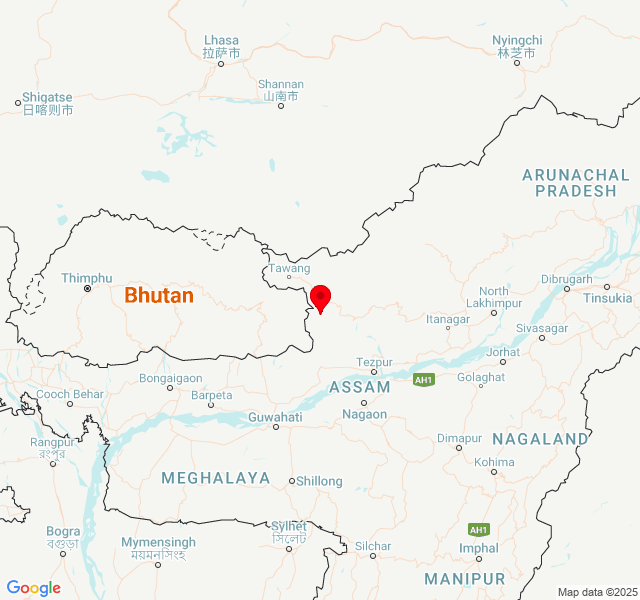 Lhasa
拉萨市
Nyingchi
林芝市
Shannan
山南市
Shigatse
日喀则市
ARUNACHAL
PRADESH
Tawang
Thimphu
Bhutan
Dibrugarh
Tinsukia
North
Lakhimpur
Itanagar
Sivasagar
Jorhat
Tezpur
AH1
Golaghat
Bongaigaon
ASSAM
Cooch Behar
Barpeta
Nagaon
Guwahati
Dimapur
NAGALAND
Rangpur
রংপুর
Kohima
MEGHALAYA
Shillong
Bogra
বগুড়া
Mymensingh
ময়মনসিংহ
Sylhet
সিলেট
AH1
Silchar
Imphal
MANIPUR
Google
Map data ©2025